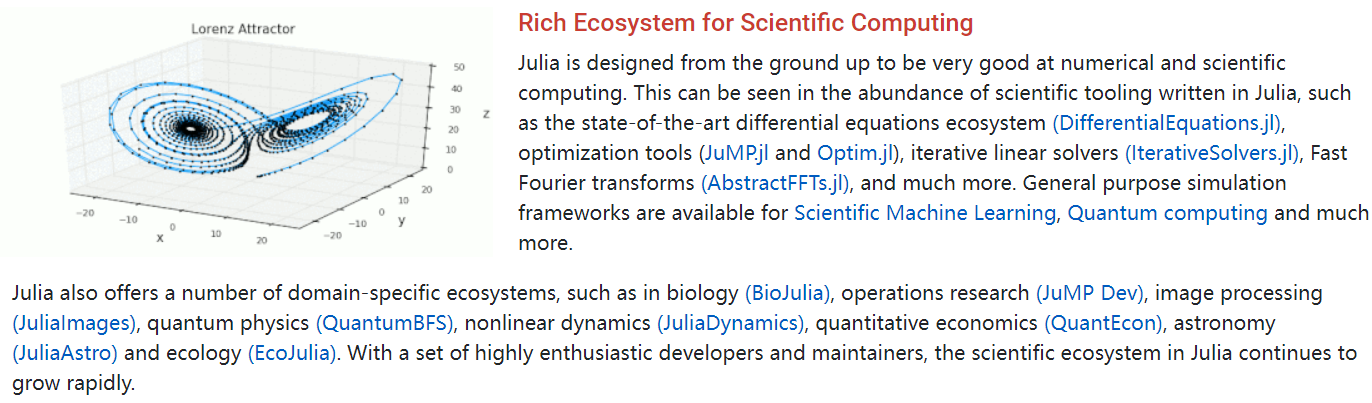 Lorenz Attractor
50
40
30
20
10
0
z
−20
−10
0
10
20
x
−20
−10
0
10
20
y
Rich Ecosystem for Scientific Computing
Julia is designed from the ground up to be very good at numerical and scientific
computing. This can be seen in the abundance of scientific tooling written in Julia, such
as the state-of-the-art differential equations ecosystem (DifferentialEquations.jl),
optimization tools (JuMP.jl and Optim.jl), iterative linear solvers (IterativeSolvers.jl), Fast
Fourier transforms (AbstractFFTs.jl), and much more. General purpose simulation
frameworks are available for Scientific Machine Learning, Quantum computing and much
more.
Julia also offers a number of domain-specific ecosystems, such as in biology (BioJulia), operations research (JuMP Dev), image processing
(JuliaImages), quantum physics (QuantumBFS), nonlinear dynamics (JuliaDynamics), quantitative economics (QuantEcon), astronomy
(JuliaAstro) and ecology (EcoJulia). With a set of highly enthusiastic developers and maintainers, the scientific ecosystem in Julia continues to
grow rapidly.